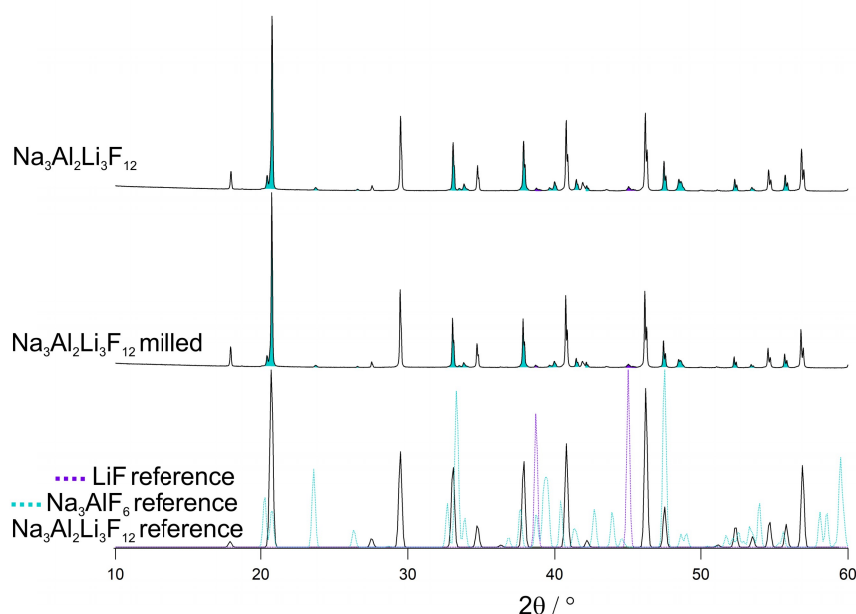 Na₃Al₂Li₃F₁₂
Na₃Al₂Li₃F₁₂ milled
LiF reference
Na₃AlF₆ reference
Na₃Al₂Li₃F₁₂ reference
10 20 30 40 50 60
2θ / °